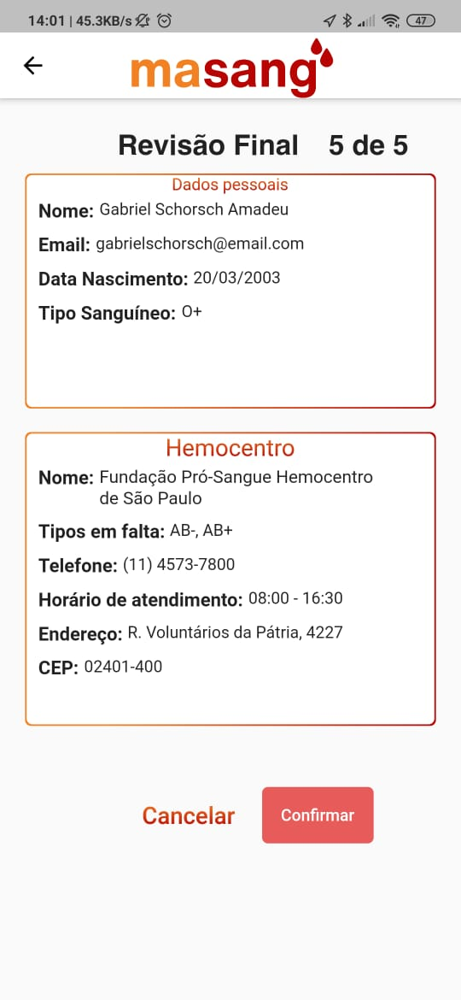 14:01 | 45.3KB/s
47
masang
Revisão Final 5 de 5
Dados pessoais
Nome: Gabriel Schorsch Amadeu
Email: gabrielschorsch@email.com
Data Nascimento: 20/03/2003
Tipo Sanguíneo: O+
Hemocentro
Nome: Fundação Pró-Sangue Hemocentro
de São Paulo
Tipos em falta: AB-, AB+
Telefone: (11) 4573-7800
Horário de atendimento: 08:00 - 16:30
Endereço: R. Voluntários da Pátria, 4227
CEP: 02401-400
Cancelar Confirmar